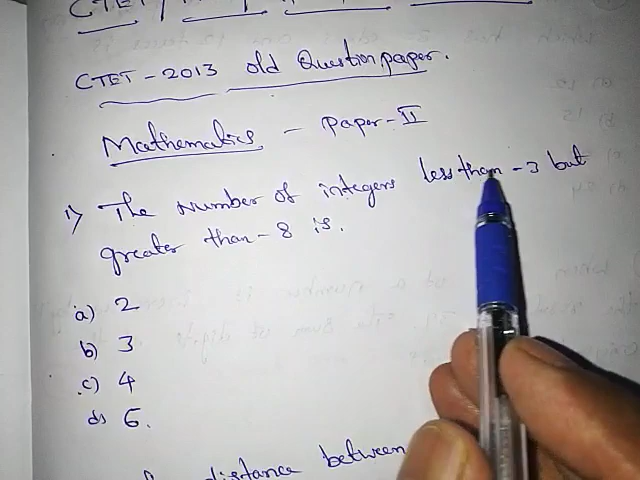 CTET - 2013 old Question paper.
Mathematics - Paper - II
1) The Number of integers less than - 3 but
greater than - 8 is.
a) 2
b) 3
c) 4
d) 6.
distance between